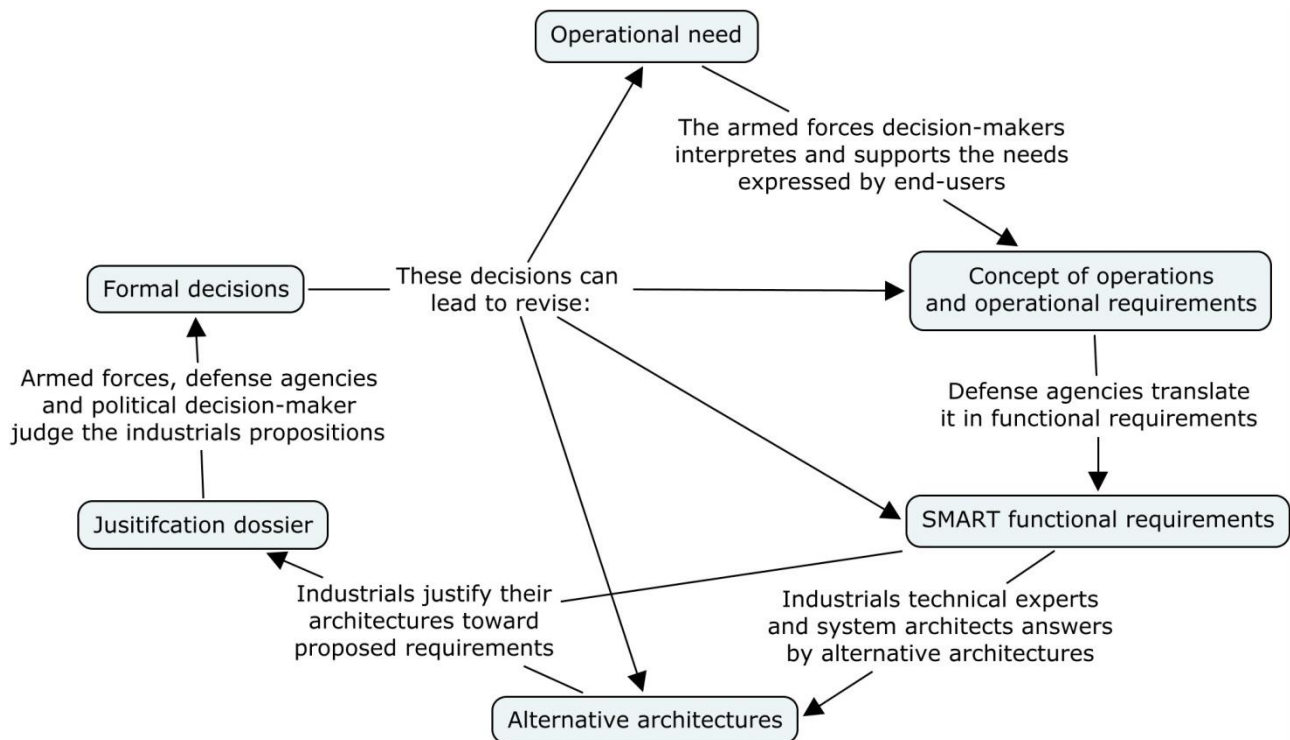 Operational need
The armed forces decision-makers
interpretes and supports the needs
expressed by end-users
These decisions can
lead to revise:
Formal decisions
Concept of operations
and operational requirements
Armed forces, defense agencies
and political decision-maker
judge the industrials propositions
Defense agencies translate
it in functional requirements
Jusitifcation dossier
SMART functional requirements
Industrials justify their
architectures toward
proposed requirements
Industrials technical experts
and system architects answers
by alternative architectures
Alternative architectures